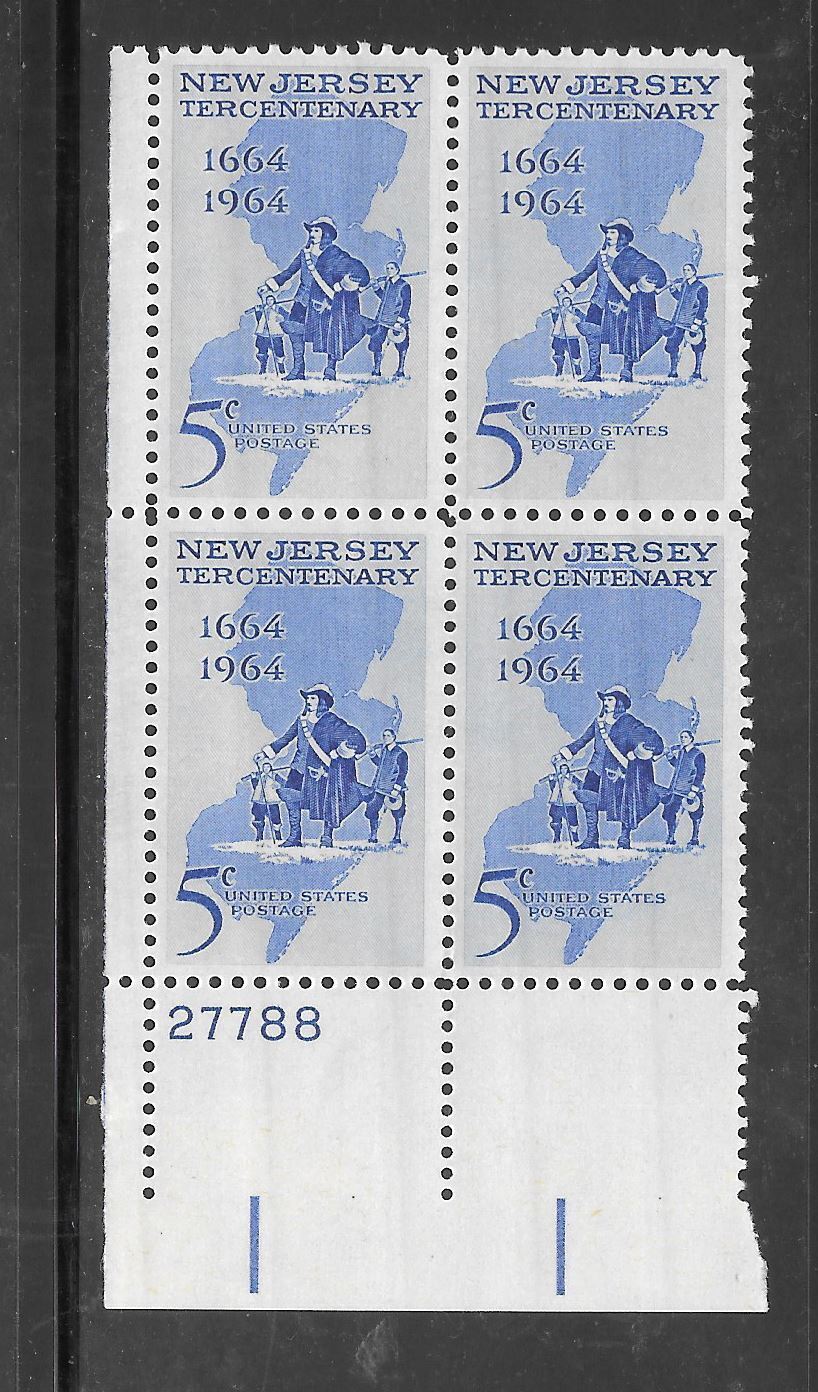 NEW JERSEY
TERCENTENARY
1664
1964
5c
UNITED STATES
POSTAGE
NEW JERSEY
TERCENTENARY
1664
1964
5c
UNITED STATES
POSTAGE
NEW JERSEY
TERCENTENARY
1664
1964
5c
UNITED STATES
POSTAGE
NEW JERSEY
TERCENTENARY
1664
1964
5c
UNITED STATES
POSTAGE
27788